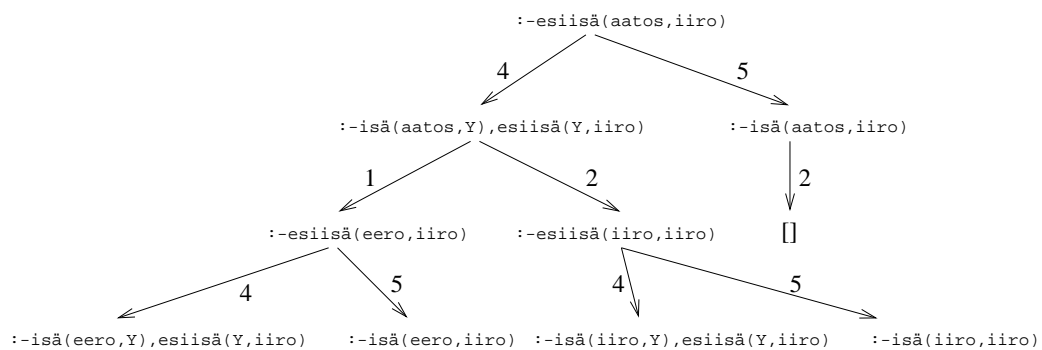 :-esiisä(aatos,iiro)
4
5
:-isä(aatos,Y),esiisä(Y,iiro)
:-isä(aatos,iiro)
1
2
2
:-esiisä(eero,iiro)
:-esiisä(iiro,iiro)
[]
4
5
4
5
:-isä(eero,Y),esiisä(Y,iiro)
:-isä(eero,iiro)
:-isä(iiro,Y),esiisä(Y,iiro)
:-isä(iiro,iiro)